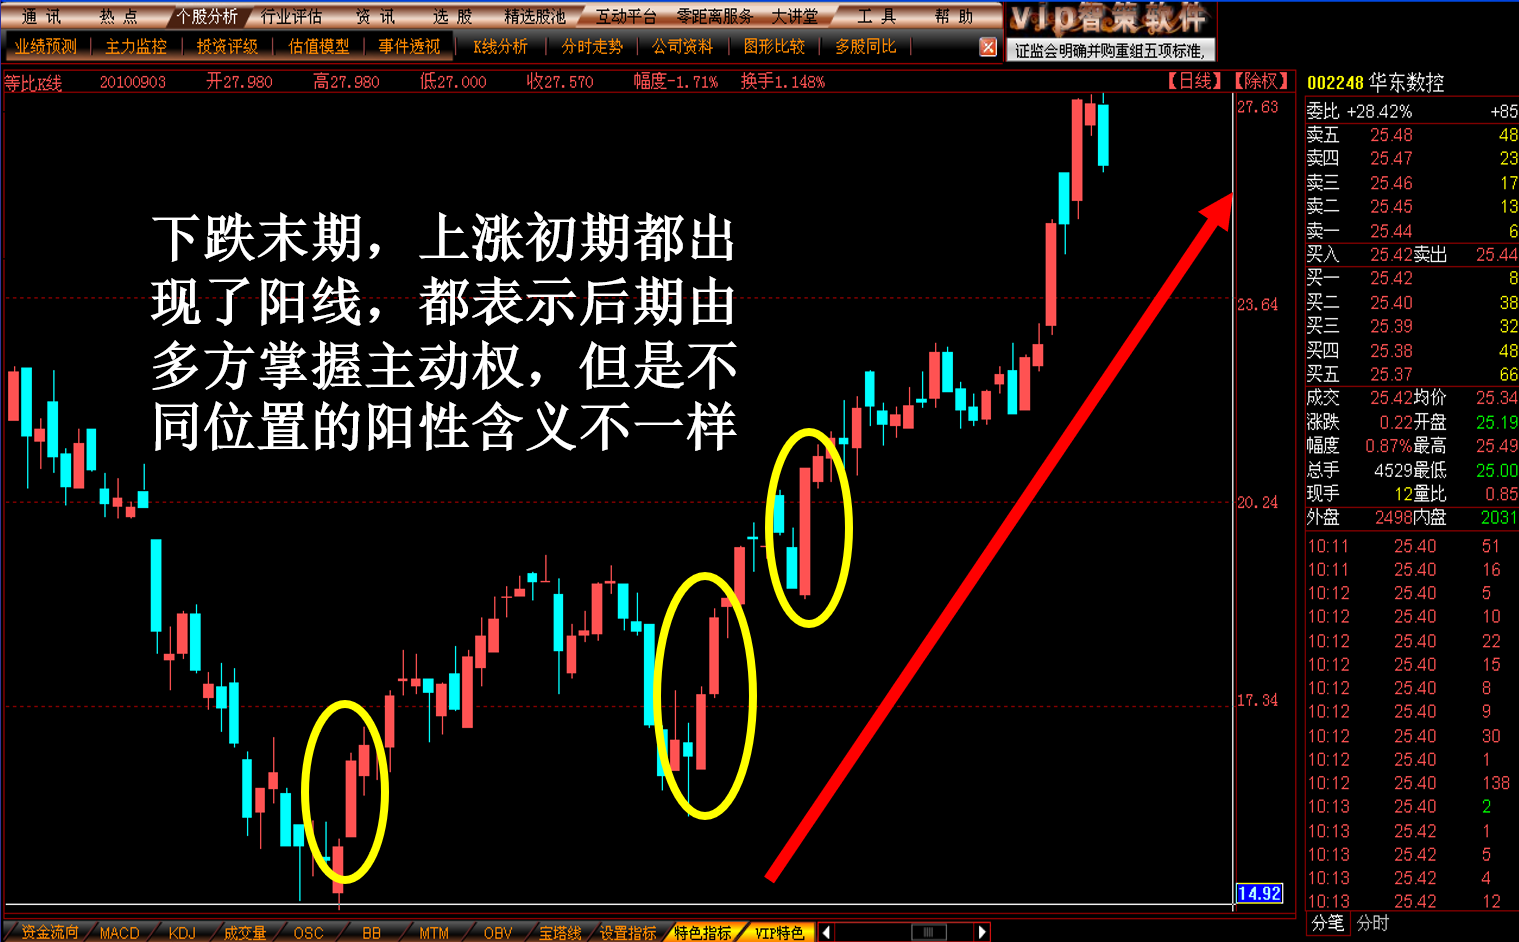 通 讯 热 点 个股分析 行业评估 资 讯 选 股 精选股池 互动平台 零距离服务 大讲堂 工 具 帮 助
vip智策软件
业绩预测 主力监控 投资评级 估值模型 事件透视 K线分析 分时走势 公司资料 图形比较 多股同比
证监会明确并购重组五项标准,
等比K线 20100903 开27.980 高27.980 低27.000 收27.570 幅度-1.71% 换手1.148% 【日线】【除权】
27.63
23.64
20.24
17.34
14.92
下跌末期，上涨初期都出
现了阳线，都表示后期由
多方掌握主动权，但是不
同位置的阳性含义不一样
002248 华东数控
委比 +28.42% +85
卖五 25.48 48
卖四 25.47 23
卖三 25.46 17
卖二 25.45 13
卖一 25.44 6
买入 25.42 卖出 25.44
买一 25.42 8
买二 25.40 38
买三 25.39 32
买四 25.38 48
买五 25.37 66
成交 25.42 均价 25.34
涨跌 0.22 开盘 25.19
幅度 0.87% 最高 25.49
总手 4529 最低 25.00
现手 12 量比 0.85
外盘 2498 内盘 2031
10:11 25.40 51
10:11 25.40 16
10:12 25.40 5
10:12 25.40 10
10:12 25.40 22
10:12 25.40 15
10:12 25.40 8
10:12 25.40 9
10:12 25.40 30
10:12 25.40 1
10:12 25.40 138
10:13 25.40 2
10:13 25.42 1
10:13 25.42 5
10:13 25.42 4
10:13 25.42 12
分笔 分时
资金流向 MACD KDJ 成交量 OSC BB MTM OBV 宝塔线 设置指标 特色指标 VIP特色